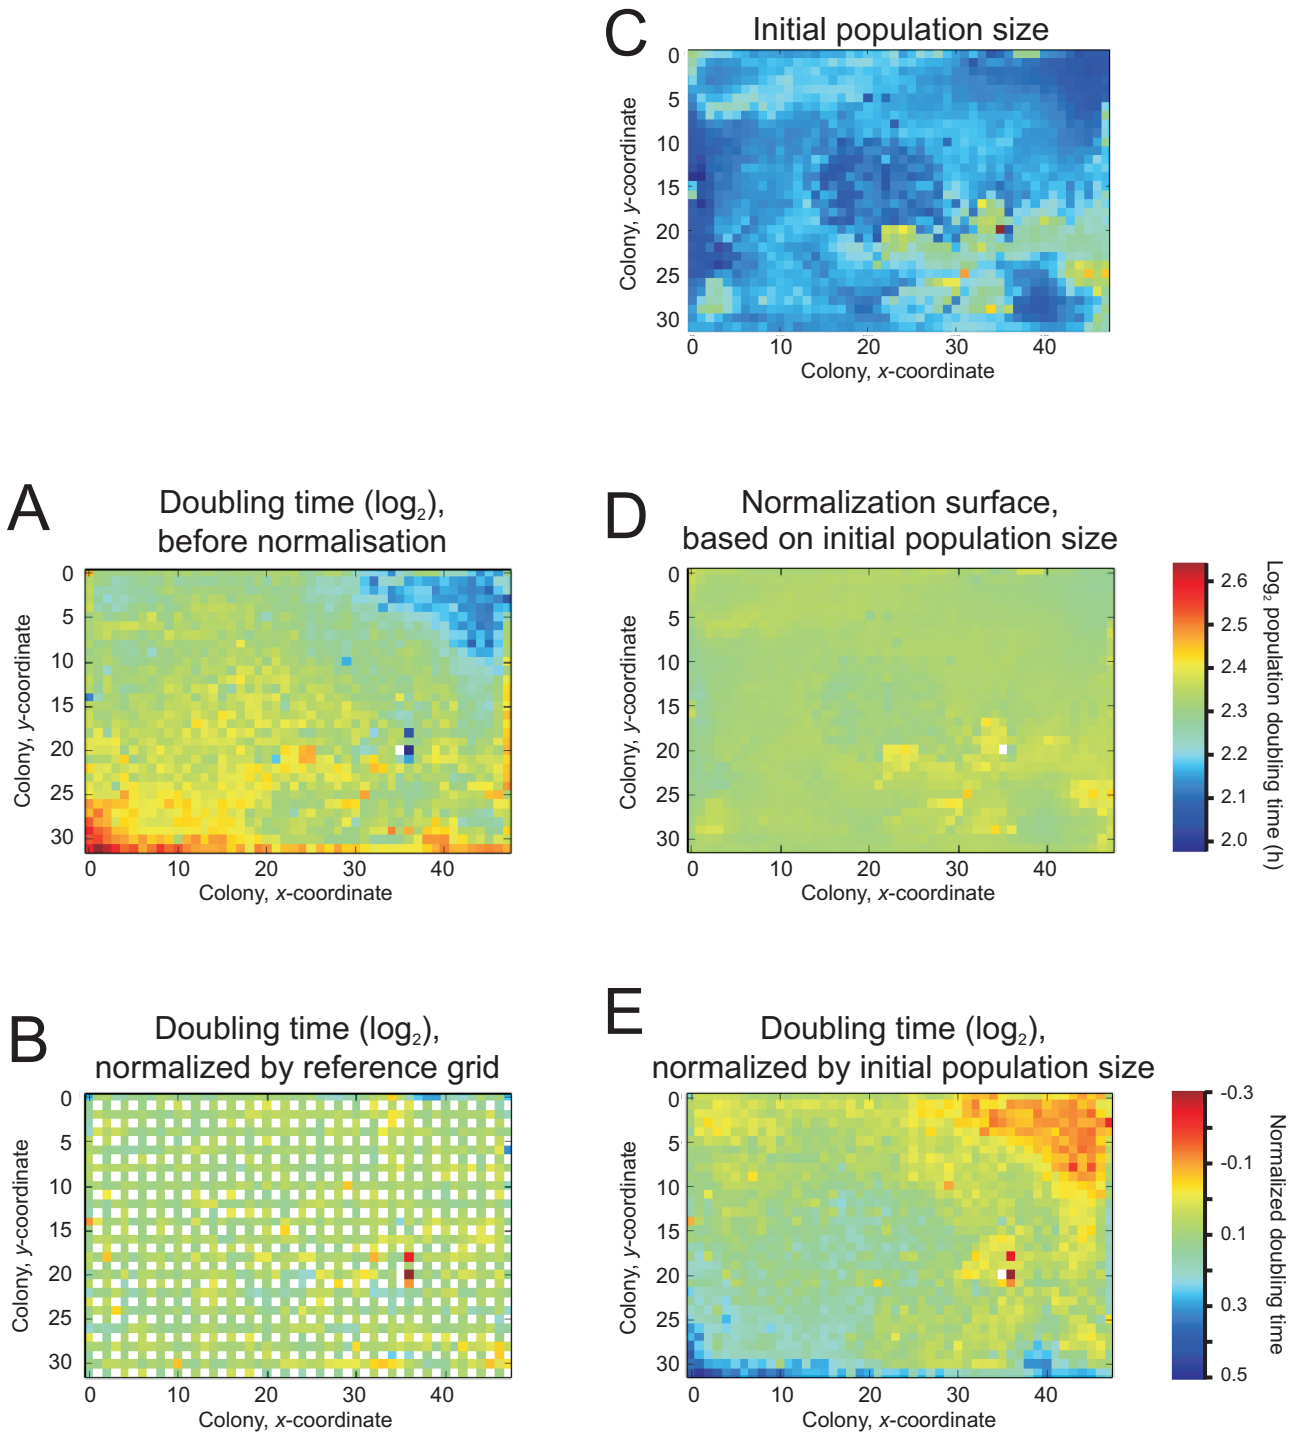 C
Initial population size
0
5
10
15
20
25
30
Colony, y-coordinate
0
10
20
30
40
Colony, x-coordinate
A
Doubling time (log2),
before normalisation
0
5
10
15
20
25
30
Colony, y-coordinate
0
10
20
30
40
Colony, x-coordinate
D
Normalization surface,
based on initial population size
0
5
10
15
20
25
30
Colony, y-coordinate
0
10
20
30
40
Colony, x-coordinate
2.6
2.5
2.4
2.3
2.2
2.1
2.0
Log2 population doubling time (h)
B
Doubling time (log2),
normalized by reference grid
0
5
10
15
20
25
30
Colony, y-coordinate
0
10
20
30
40
Colony, x-coordinate
E
Doubling time (log2),
normalized by initial population size
0
5
10
15
20
25
30
Colony, y-coordinate
0
10
20
30
40
Colony, x-coordinate
-0.3
-0.1
0.1
0.3
0.5
Normalized doubling time